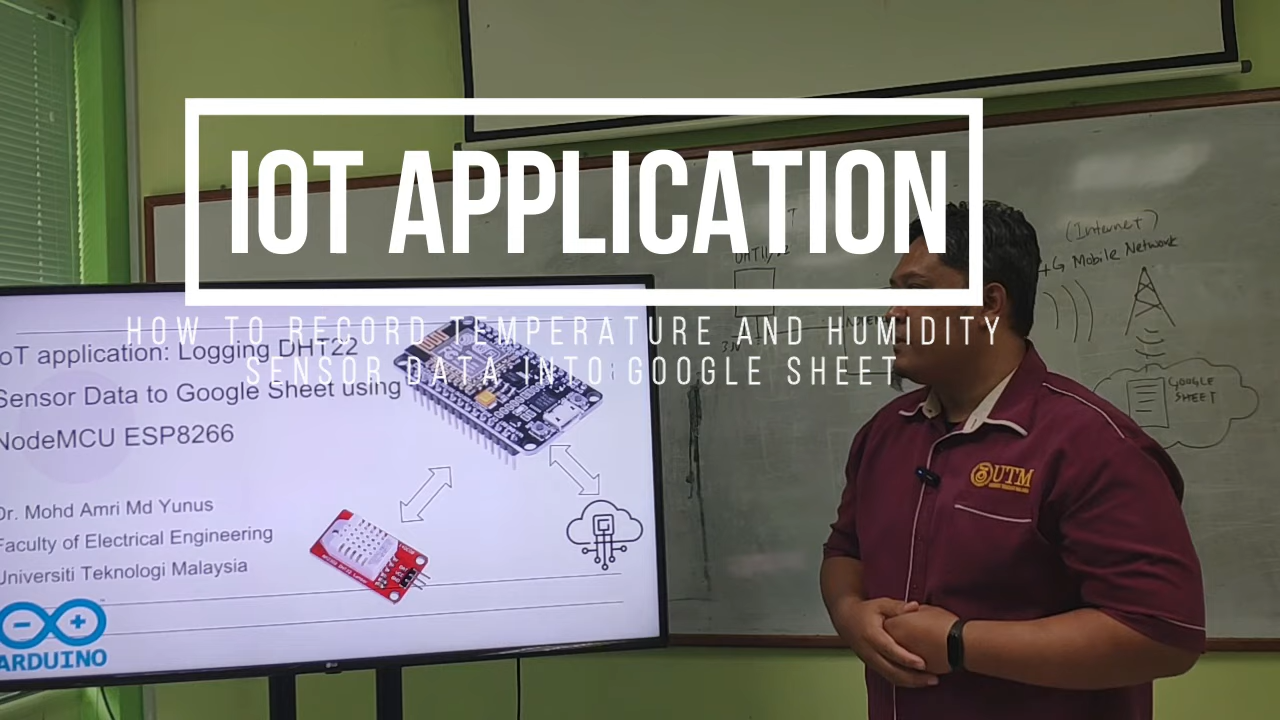 IOT APPLICATION
HOW TO RECORD TEMPERATURE AND HUMIDITY
SENSOR DATA INTO GOOGLE SHEET
IoT application: Logging DHT22
Sensor Data to Google Sheet using
NodeMCU ESP8266
Dr. Mohd Amri Md Yunus
Faculty of Electrical Engineering
Universiti Teknologi Malaysia
ARDUINO
LG
(Internet)
4G Mobile Network
GOOGLE
SHEET
UTM